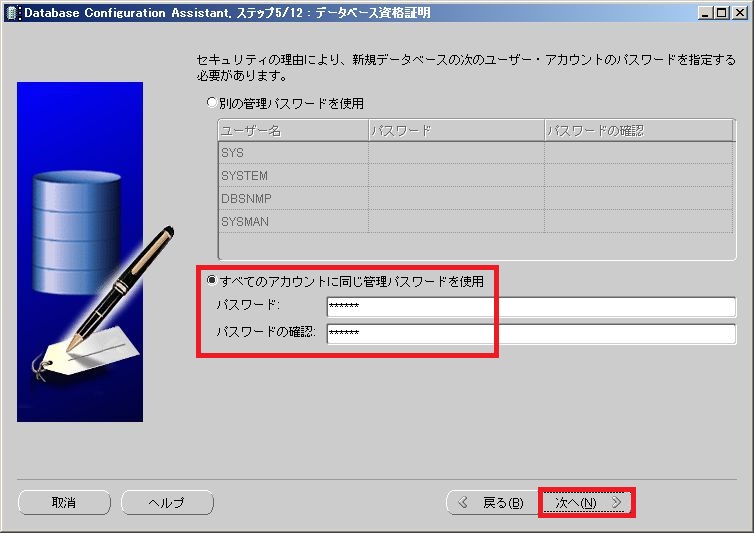 Database Configuration Assistant, ステップ5/12 : データベース資格証明
セキュリティの理由により、新規データベースの次のユーザー・アカウントのパスワードを指定する
必要があります。
別の管理パスワードを使用
ユーザー名 パスワード パスワードの確認
SYS
SYSTEM
DBSNMP
SYSMAN
すべてのアカウントに同じ管理パスワードを使用
パスワード: ******
パスワードの確認: ******
取消 ヘルプ 戻る(B) 次へ(N)